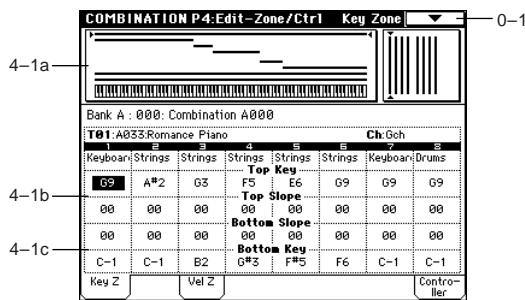 COMBINATION P4:Edit-Zone/Ctrl Key Zone
0–1
4–1a
Bank A : 000: Combination A000
T01:A033:Romance Piano Ch:Gch
1 2 3 4 5 6 7 8
Keyboar Strings Strings Strings Strings Strings Keyboar Drums
Top Key
4–1b
G9 A#2 G3 F5 E6 G9 G9 G9
Top Slope
00 00 00 00 00 00 00 00
Bottom Slope
4–1c
00 00 00 00 00 00 00 00
Bottom Key
C-1 C-1 B2 G#3 F#5 F6 C-1 C-1
Key Z Vel Z Contro-
ller